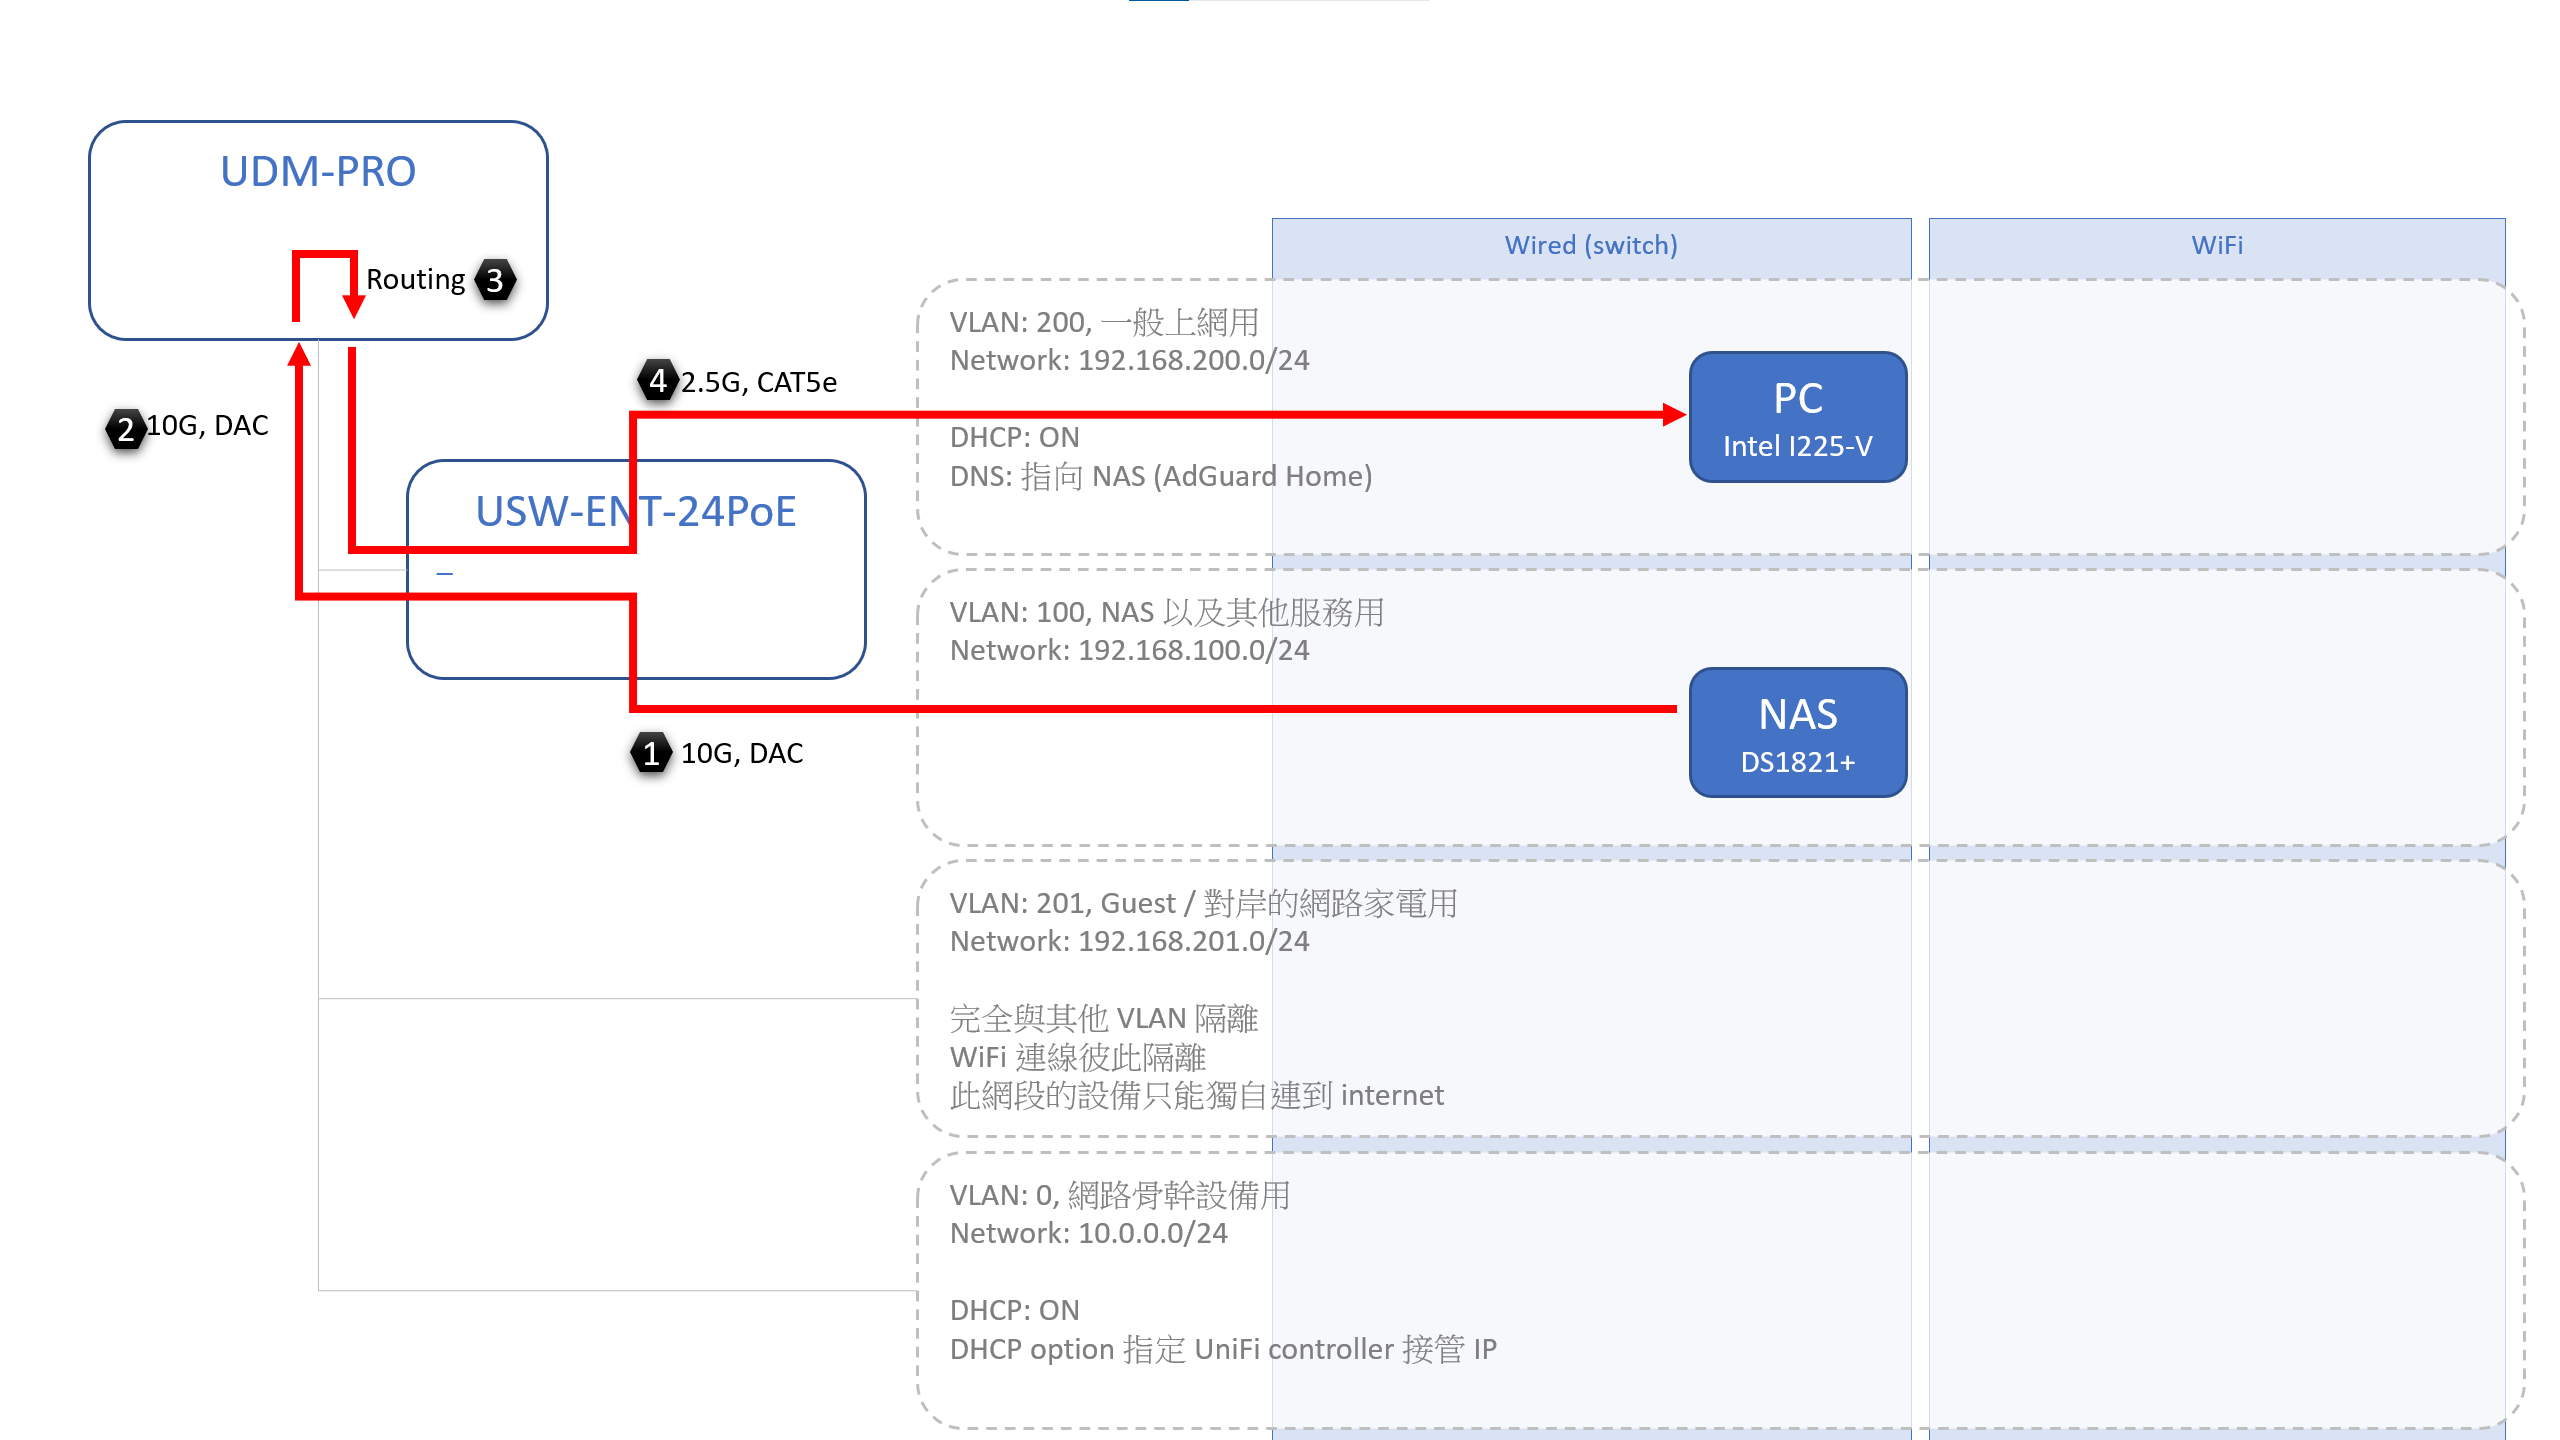 UDM-PRO
Routing 3
2 10G, DAC
4 2.5G, CAT5e
USW-ENT-24PoE
–
1 10G, DAC
Wired (switch)
WiFi
VLAN: 200, 一般上網用
Network: 192.168.200.0/24
DHCP: ON
DNS: 指向 NAS (AdGuard Home)
PC
Intel I225-V
VLAN: 100, NAS 以及其他服務用
Network: 192.168.100.0/24
NAS
DS1821+
VLAN: 201, Guest / 對岸的網路家電用
Network: 192.168.201.0/24
完全與其他 VLAN 隔離
WiFi 連線彼此隔離
此網段的設備只能獨自連到 internet
VLAN: 0, 網路骨幹設備用
Network: 10.0.0.0/24
DHCP: ON
DHCP option 指定 UniFi controller 接管 IP